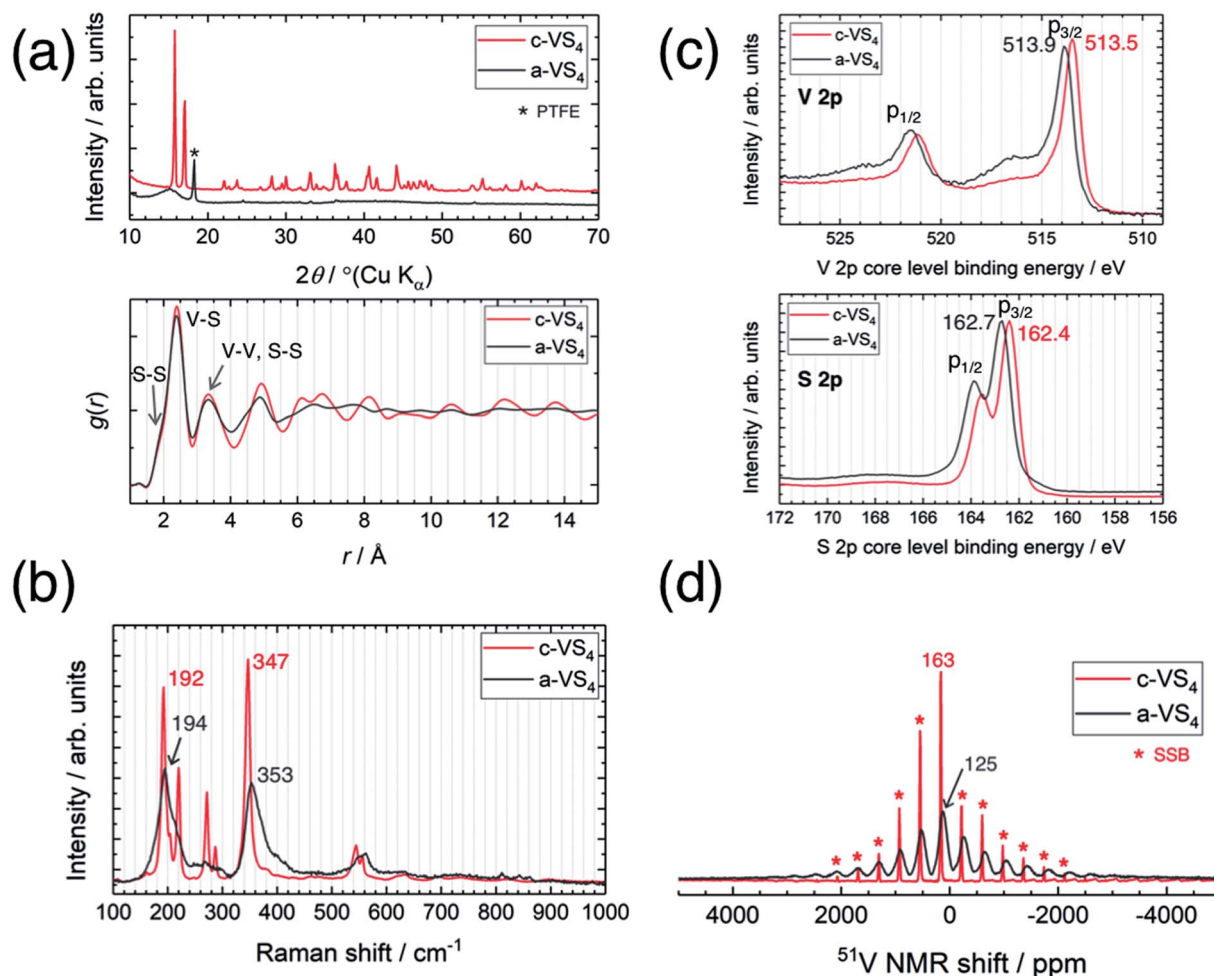 (a)
Intensity / arb. units
c-VS4
a-VS4
* PTFE
*
10 20 30 40 50 60 70
2θ / °(Cu Kα)
g(r)
S-S
V-S
V-V, S-S
c-VS4
a-VS4
2 4 6 8 10 12 14
r / Å
(b)
Intensity / arb. units
192
194
347
353
c-VS4
a-VS4
100 200 300 400 500 600 700 800 900 1000
Raman shift / cm-1
(c)
Intensity / arb. units
c-VS4
a-VS4
V 2p
p1/2
p3/2
513.9
513.5
525 520 515 510
V 2p core level binding energy / eV
Intensity / arb. units
c-VS4
a-VS4
S 2p
p1/2
p3/2
162.7
162.4
172 170 168 166 164 162 160 158 156
S 2p core level binding energy / eV
(d)
163
125
c-VS4
a-VS4
* SSB
* * * * * * * * * * *
4000 2000 0 -2000 -4000
51V NMR shift / ppm